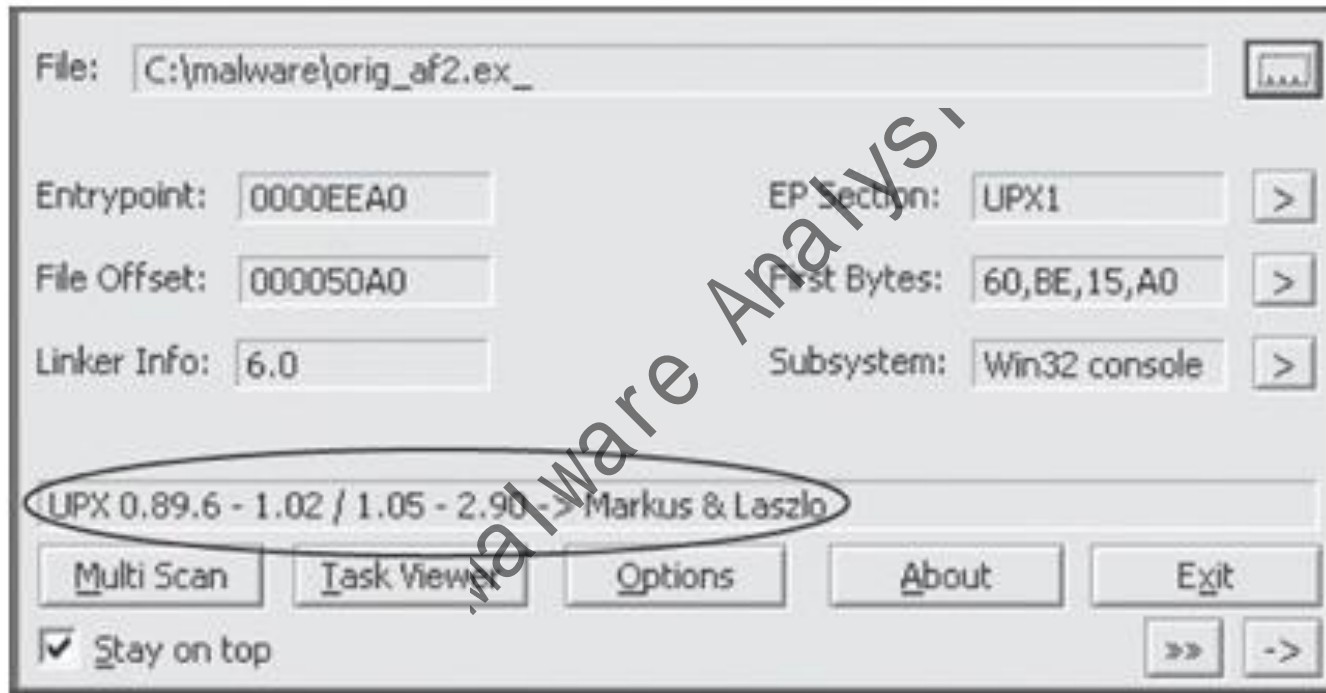 File: C:\malware\orig_af2.ex_ ...
Entrypoint: 0000EEA0 EP Section: UPX1 >
File Offset: 000050A0 First Bytes: 60,BE,15,A0 >
Linker Info: 6.0 Subsystem: Win32 console >
UPX 0.89.6 - 1.02 / 1.05 - 2.90 -> Markus & Laszlo
Multi Scan Task Viewer Options About Exit
Stay on top »» ->
Malware Analyst